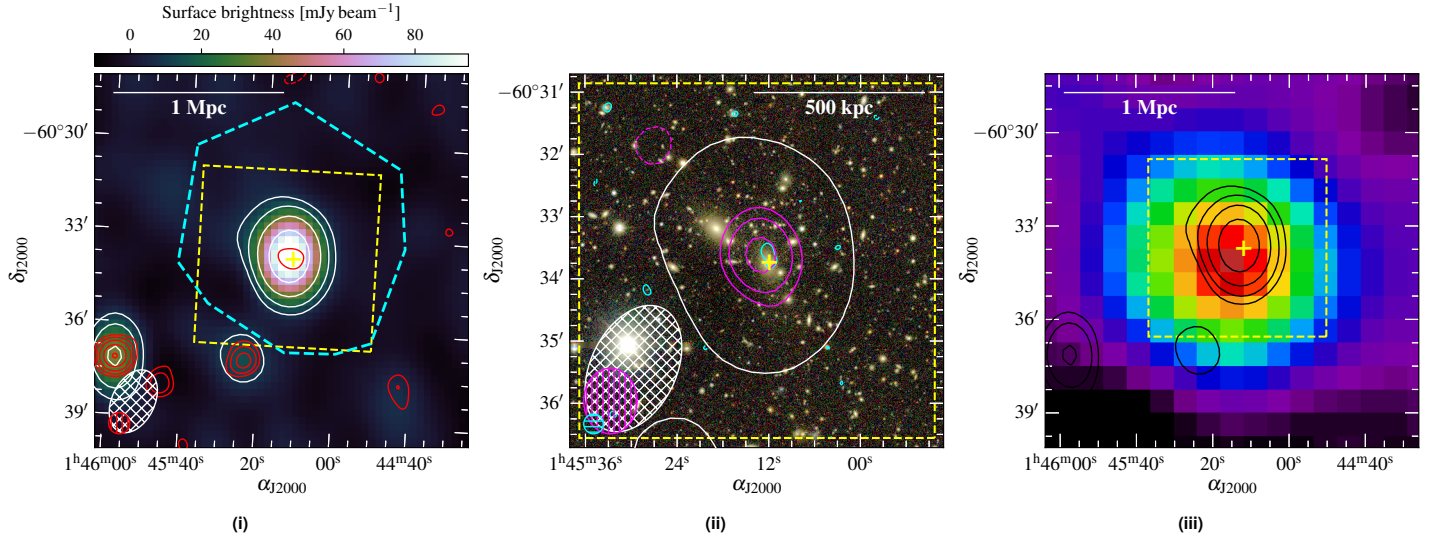 Surface brightness [mJy beam⁻¹]
0 20 40 60 80
1 Mpc
−60°30′
33′
36′
39′
δJ2000
1ʰ46ᵐ00ˢ 45ᵐ40ˢ 20ˢ 00ˢ 44ᵐ40ˢ
αJ2000
(i)
500 kpc
−60°31′
32′
33′
34′
35′
36′
δJ2000
1ʰ45ᵐ36ˢ 24ˢ 12ˢ 00ˢ
αJ2000
(ii)
1 Mpc
−60°30′
33′
36′
39′
δJ2000
1ʰ46ᵐ00ˢ 45ᵐ40ˢ 20ˢ 00ˢ 44ᵐ40ˢ
αJ2000
(iii)